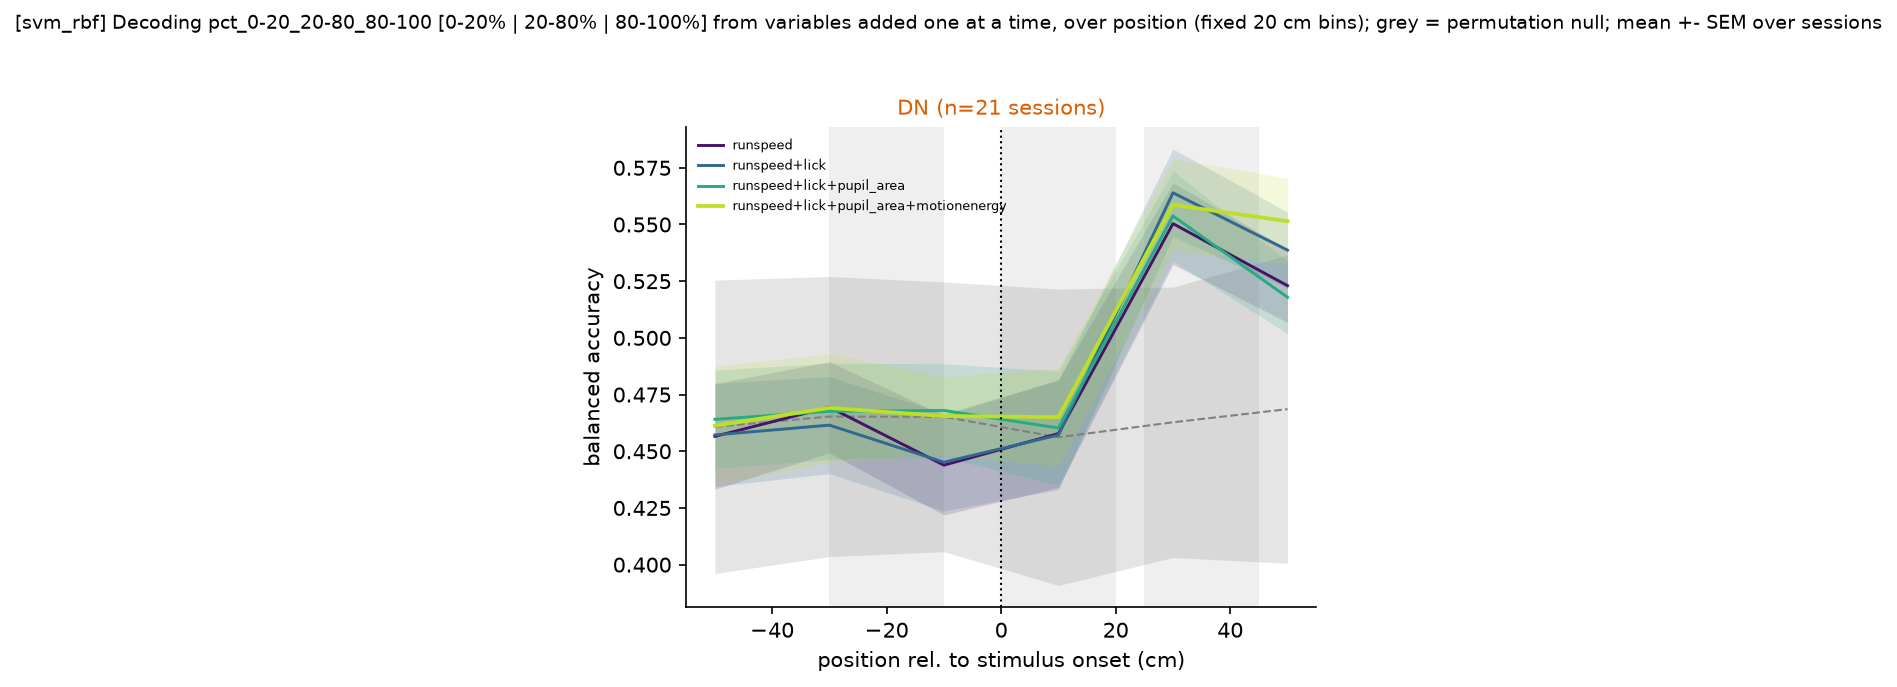 [svm_rbf] Decoding pct_0-20_20-80_80-100 [0-20% | 20-80% | 80-100%] from variables added one at a time, over position (fixed 20 cm bins); grey = permutation null; mean +- SEM over sessions
DN (n=21 sessions)
runspeed
runspeed+lick
runspeed+lick+pupil_area
runspeed+lick+pupil_area+motionenergy
balanced accuracy
0.575
0.550
0.525
0.500
0.475
0.450
0.425
0.400
−40 −20 0 20 40
position rel. to stimulus onset (cm)